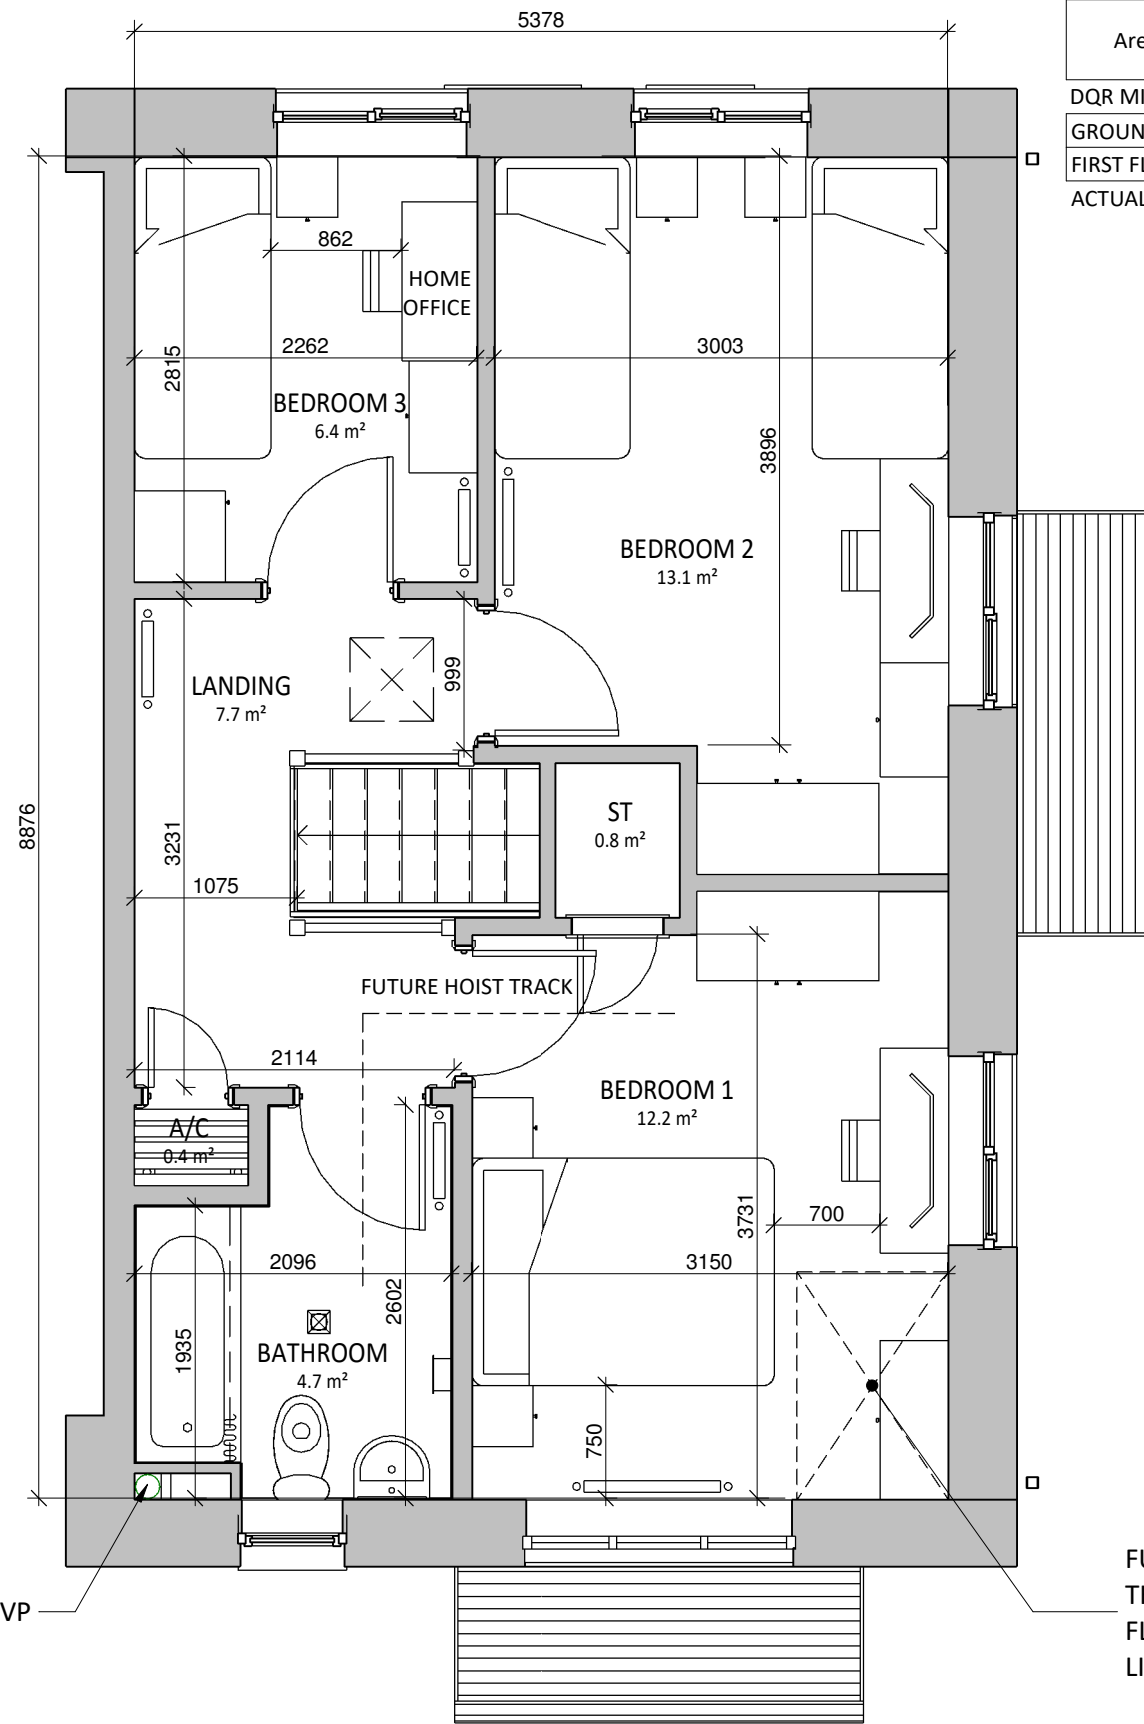 5378
Are
DQR MI
GROUN
FIRST FL
ACTUAL
862
HOME
OFFICE
2262
3003
2815
BEDROOM 3
6.4 m²
3896
BEDROOM 2
13.1 m²
LANDING
7.7 m²
999
ST
0.8 m²
8876
3231
1075
FUTURE HOIST TRACK
2114
BEDROOM 1
12.2 m²
A/C
0.4 m²
3731
700
2096
3150
2602
1935
BATHROOM
4.7 m²
750
VP
FU
FL
LI